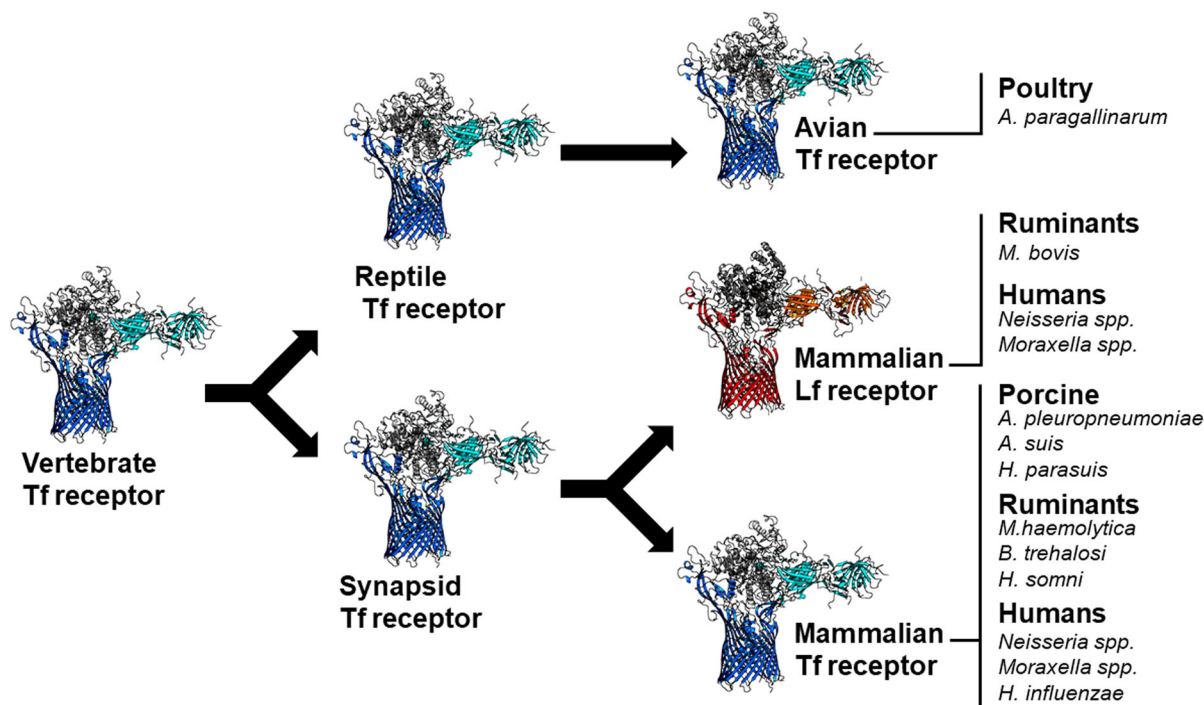 Vertebrate
Tf receptor
Reptile
Tf receptor
Synapsid
Tf receptor
Avian
Tf receptor
Mammalian
Lf receptor
Mammalian
Tf receptor
Poultry
A. paragallinarum
Ruminants
M. bovis
Humans
Neisseria spp.
Moraxella spp.
Porcine
A. pleuropneumoniae
A. suis
H. parasuis
Ruminants
M.haemolytica
B. trehalosi
H. somni
Humans
Neisseria spp.
Moraxella spp.
H. influenzae